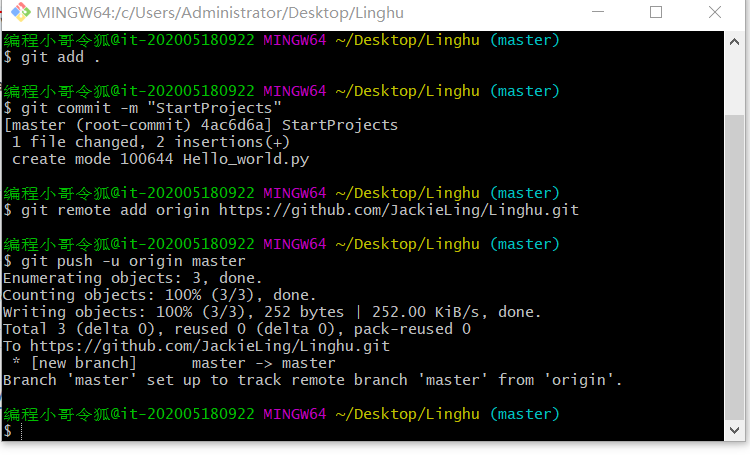 MINGW64:/c/Users/Administrator/Desktop/Linghu
编程小哥令狐@it-202005180922 MINGW64 ~/Desktop/Linghu (master)
$ git add .
编程小哥令狐@it-202005180922 MINGW64 ~/Desktop/Linghu (master)
$ git commit -m "StartProjects"
[master (root-commit) 4ac6d6a] StartProjects
1 file changed, 2 insertions(+)
create mode 100644 Hello_world.py
编程小哥令狐@it-202005180922 MINGW64 ~/Desktop/Linghu (master)
$ git remote add origin https://github.com/JackieLing/Linghu.git
编程小哥令狐@it-202005180922 MINGW64 ~/Desktop/Linghu (master)
$ git push -u origin master
Enumerating objects: 3, done.
Counting objects: 100% (3/3), done.
Writing objects: 100% (3/3), 252 bytes | 252.00 KiB/s, done.
Total 3 (delta 0), reused 0 (delta 0), pack-reused 0
To https://github.com/JackieLing/Linghu.git
* [new branch]      master -> master
Branch 'master' set up to track remote branch 'master' from 'origin'.
编程小哥令狐@it-202005180922 MINGW64 ~/Desktop/Linghu (master)
$